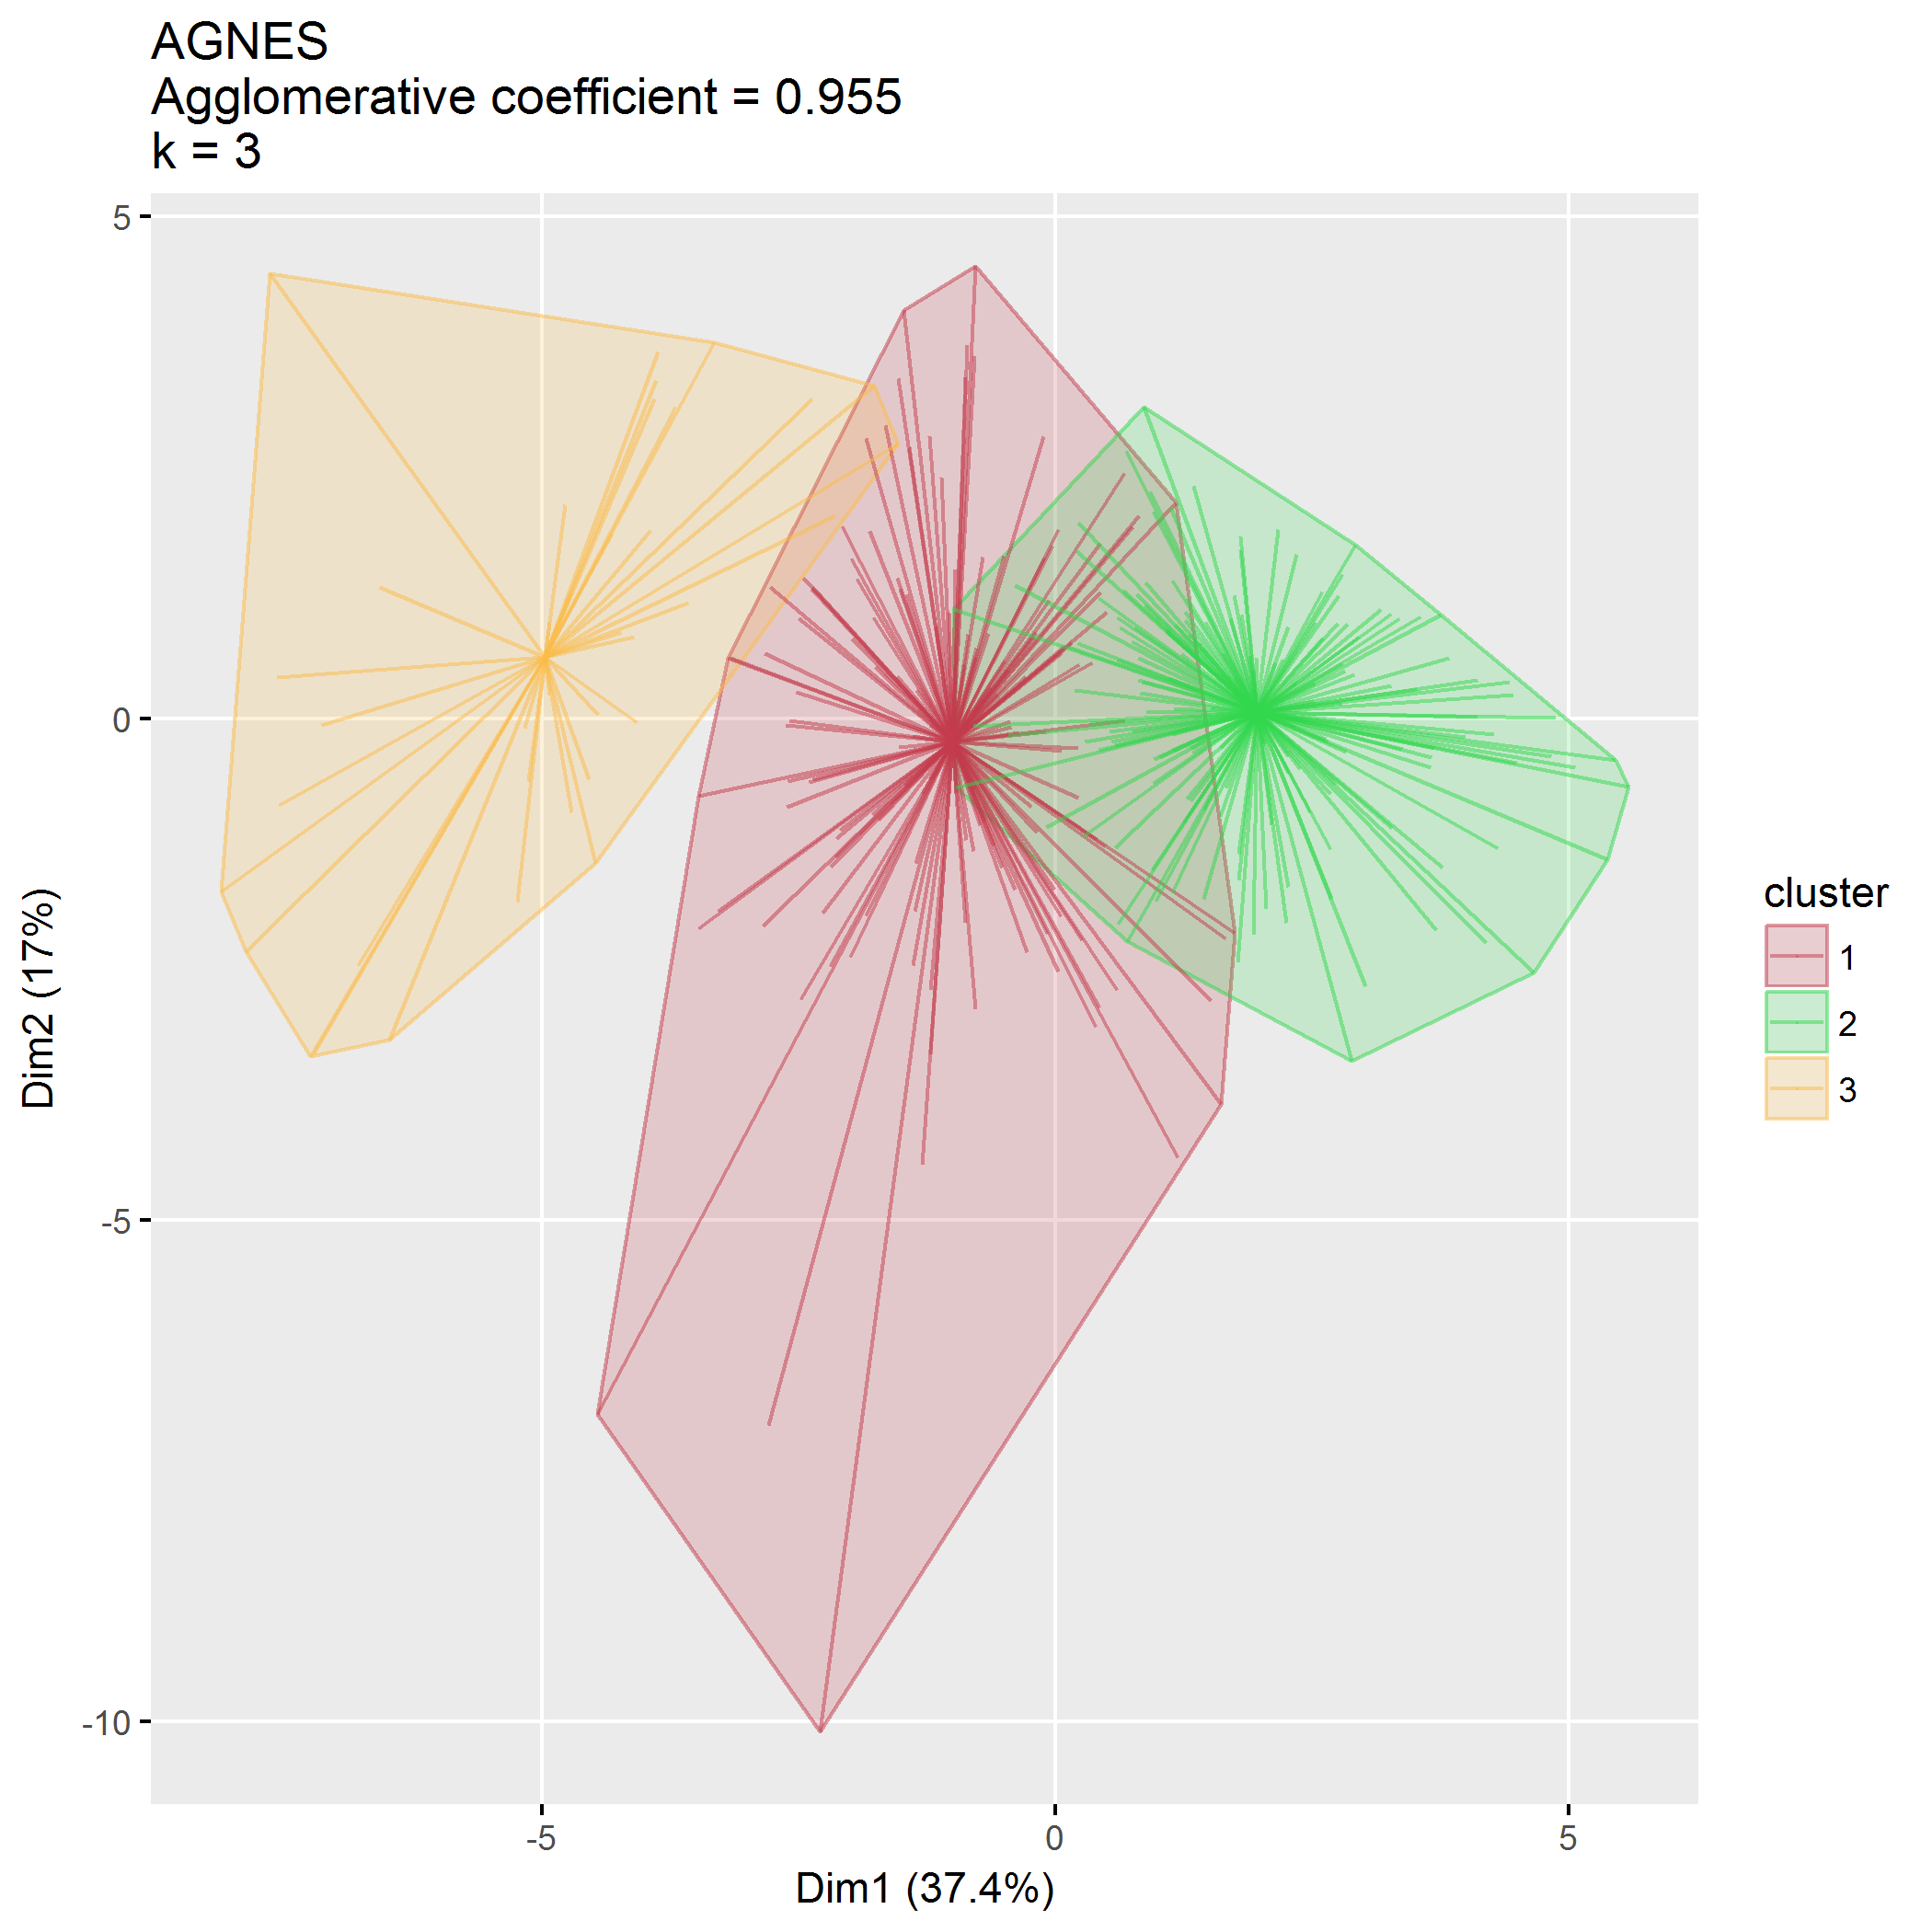 AGNES
Agglomerative coefficient = 0.955
k = 3
5
0
-5
-10
Dim2 (17%)
-5
0
5
Dim1 (37.4%)
cluster
1
2
3